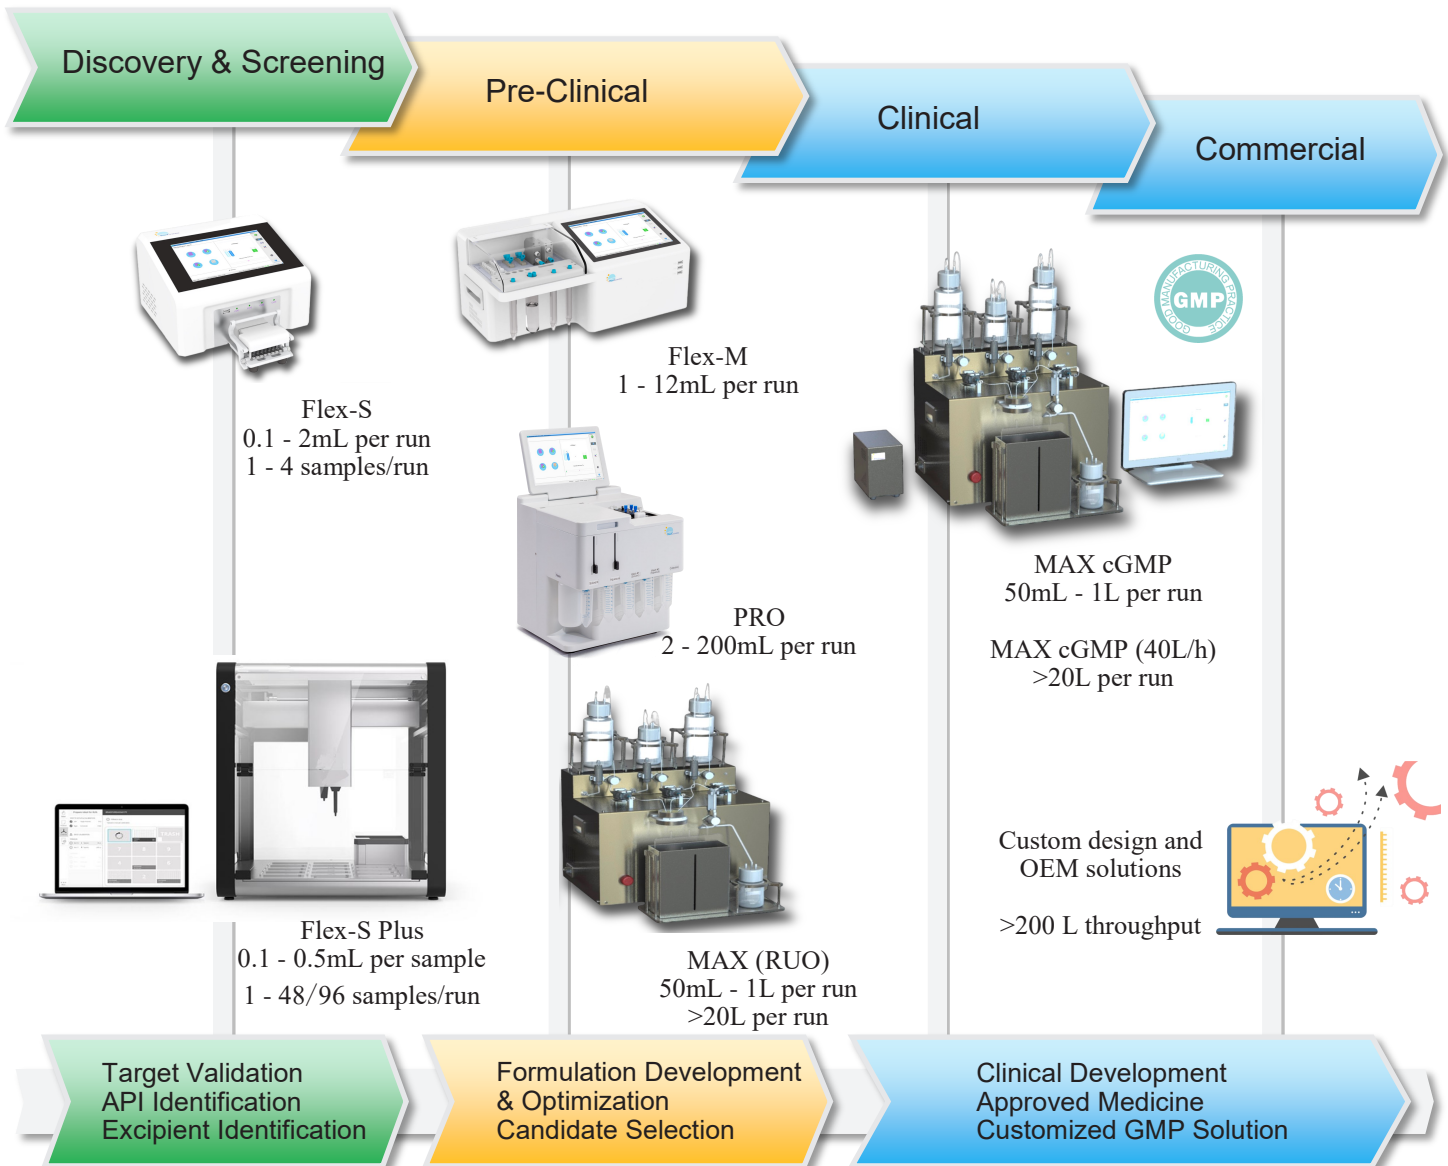 Discovery & Screening
Pre-Clinical
Clinical
Commercial
Flex-S
0.1 - 2mL per run
1 - 4 samples/run
Flex-M
1 - 12mL per run
GOOD MANUFACTURING PRACTICE
GMP
PRO
2 - 200mL per run
MAX cGMP
50mL - 1L per run
MAX cGMP (40L/h)
>20L per run
Flex-S Plus
0.1 - 0.5mL per sample
1 - 48/96 samples/run
MAX (RUO)
50mL - 1L per run
>20L per run
Custom design and
OEM solutions
>200 L throughput
Target Validation
API Identification
Excipient Identification
Formulation Development
& Optimization
Candidate Selection
Clinical Development
Approved Medicine
Customized GMP Solution